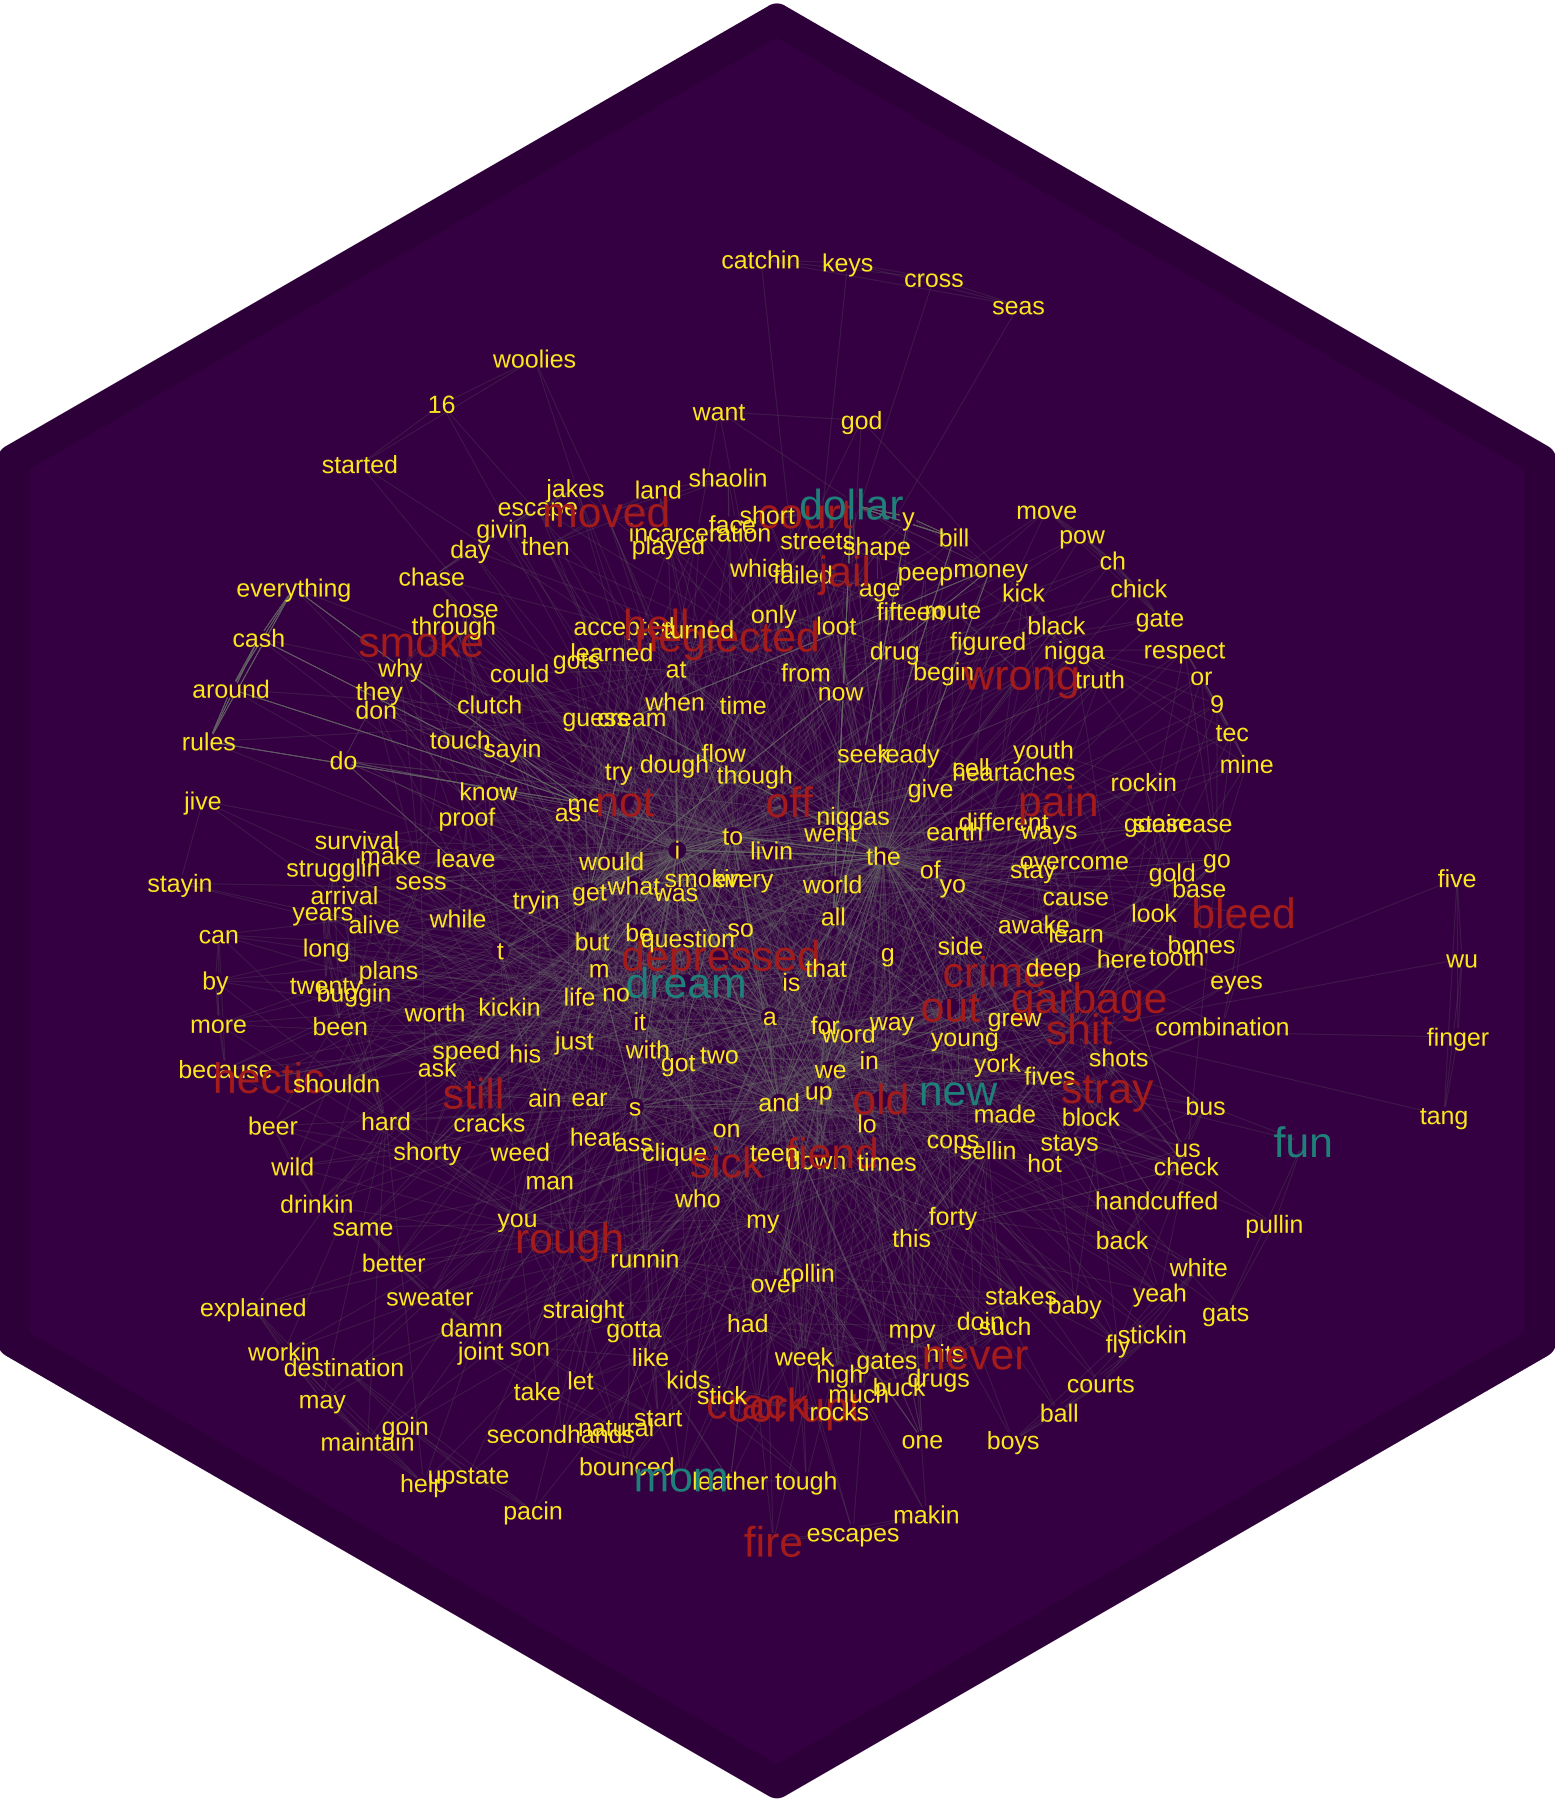 catchin
keys
cross
seas
woolies
16
want
god
started
shaolin
jakes
land
escape
moved
short
court
dollar
y
move
givin
face
incarceration
pow
day
then
played
streets
shape
bill
ch
which
failed
jail
peep
money
chase
everything
age
kick
chick
chose
fifteen
route
through
accepted
hell
turned
only
loot
black
gate
cash
smoke
neglected
figured
learned
drug
nigga
respect
why
could
gots
at
from
begin
wrong
truth
or
around
they
now
don
clutch
when
time
9
guess
cream
rules
touch
sayin
tec
do
try
dough
flow
seek
ready
youth
mine
though
cell
heartaches
know
me
not
off
give
pain
rockin
jive
proof
as
niggas
different
survival
to
went
earth
ways
staircase
make
leave
would
i
livin
the
overcome
go
strugglin
sess
of
stay
gold
stayin
get
what
smokin
every
world
yo
base
five
arrival
tryin
was
cause
years
while
all
look
bleed
alive
be
so
awake
can
but
question
learn
long
t
side
bones
depressed
g
here
tooth
plans
m
that
crime
deep
by
twenty
dream
is
eyes
wu
buggin
life
no
out
garbage
worth
kickin
more
been
it
a
for
way
grew
shit
combination
word
young
finger
speed
his
just
with
got
two
in
york
shots
because
ask
we
fives
hectic
shouldn
still
up
old
new
stray
ain
ear
s
and
bus
beer
hard
cracks
on
lo
made
block
tang
hear
ass
cops
stays
fun
shorty
weed
clique
sick
teen
fiend
down
times
sellin
hot
us
wild
check
man
drinkin
who
handcuffed
same
you
my
forty
pullin
rough
this
back
better
runnin
over
rollin
white
sweater
stakes
baby
yeah
explained
straight
gats
damn
gotta
had
mpv
doin
such
stickin
workin
joint
son
like
week
gates
hits
never
fly
destination
let
kids
high
drugs
courts
may
take
stick
much
buck
goin
start
rocks
ball
maintain
secondhands
natural
one
boys
bounced
help
upstate
mom
leather
tough
pacin
makin
escapes
fire